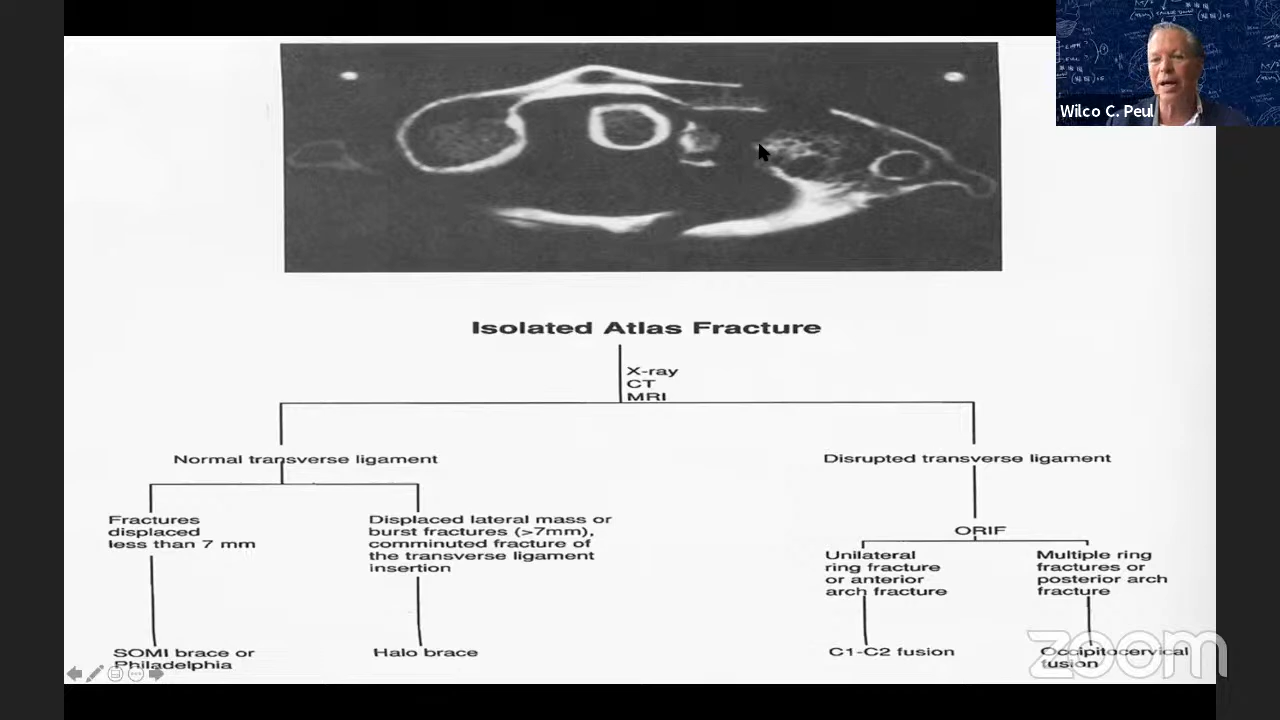 Wilco C. Peul
Isolated Atlas Fracture
X-ray
CT
MRI
Normal transverse ligament
Disrupted transverse ligament
Fractures
displaced
less than 7 mm
Displaced lateral mass or
burst fractures (>7mm),
comminuted fracture of
the transverse ligament
insertion
ORIF
Unilateral
ring fracture
or anterior
arch fracture
Multiple ring
fractures or
posterior arch
fracture
SOMI brace or
Philadelphia
Halo brace
C1-C2 fusion
Occipitocervical
fusion
zoom